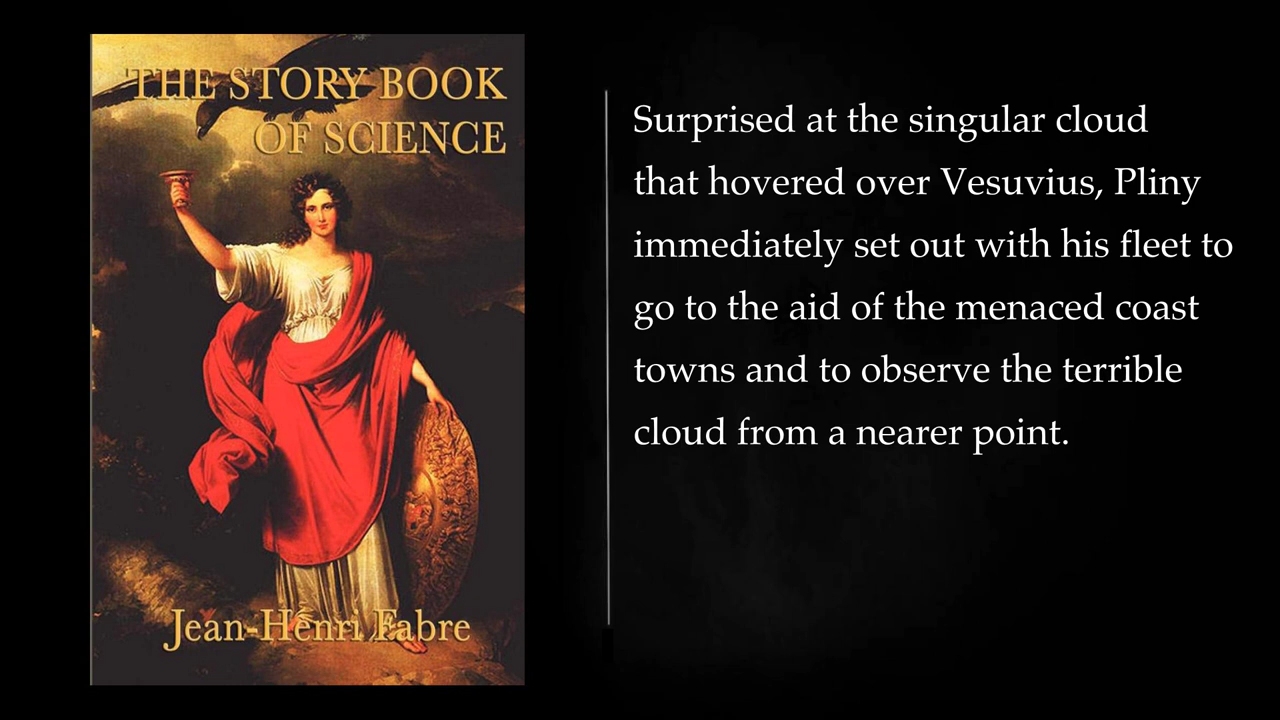 THE STORY BOOK
OF SCIENCE
Jean-Henri Fabre
Surprised at the singular cloud
that hovered over Vesuvius, Pliny
immediately set out with his fleet to
go to the aid of the menaced coast
towns and to observe the terrible
cloud from a nearer point.